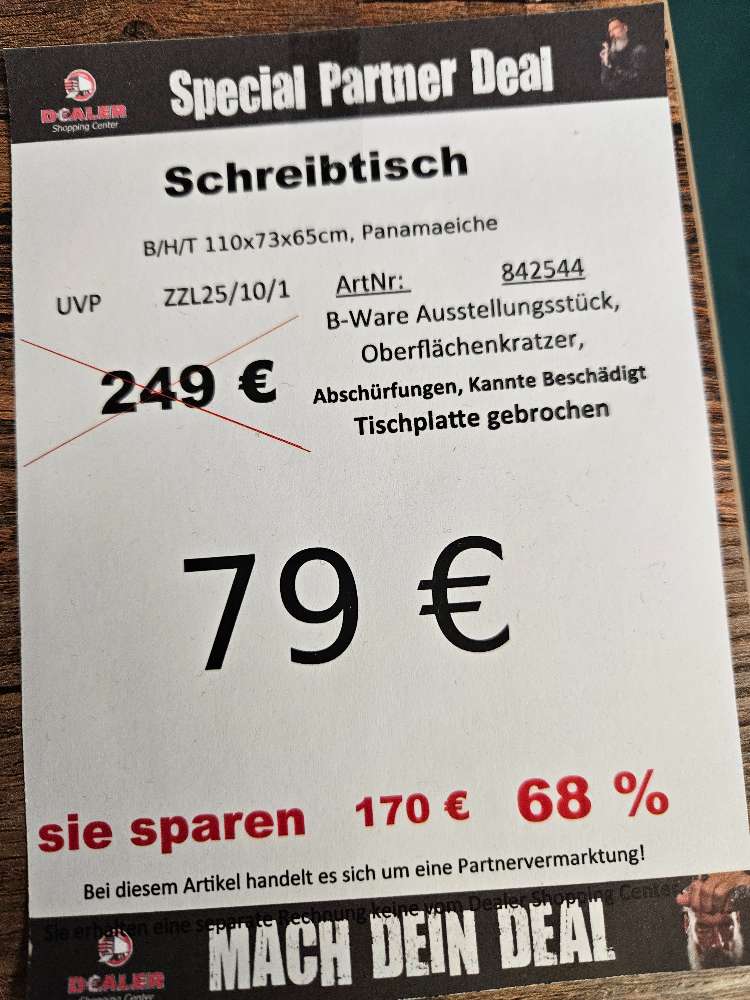 DEALER
Shopping Center
Special Partner Deal
Schreibtisch
B/H/T 110x73x65cm, Panamaeiche
UVP ZZL25/10/1 ArtNr: 842544
B-Ware Ausstellungsstück,
Oberflächenkratzer,
249 €
Abschürfungen, Kannte Beschädigt
Tischplatte gebrochen
79 €
sie sparen 170 € 68 %
Bei diesem Artikel handelt es sich um eine Partnervermarktung!
Sie erhalten eine separate Rechnung keine vom Dealer Shopping Center
DEALER
Shopping Center
MACH DEIN DEAL